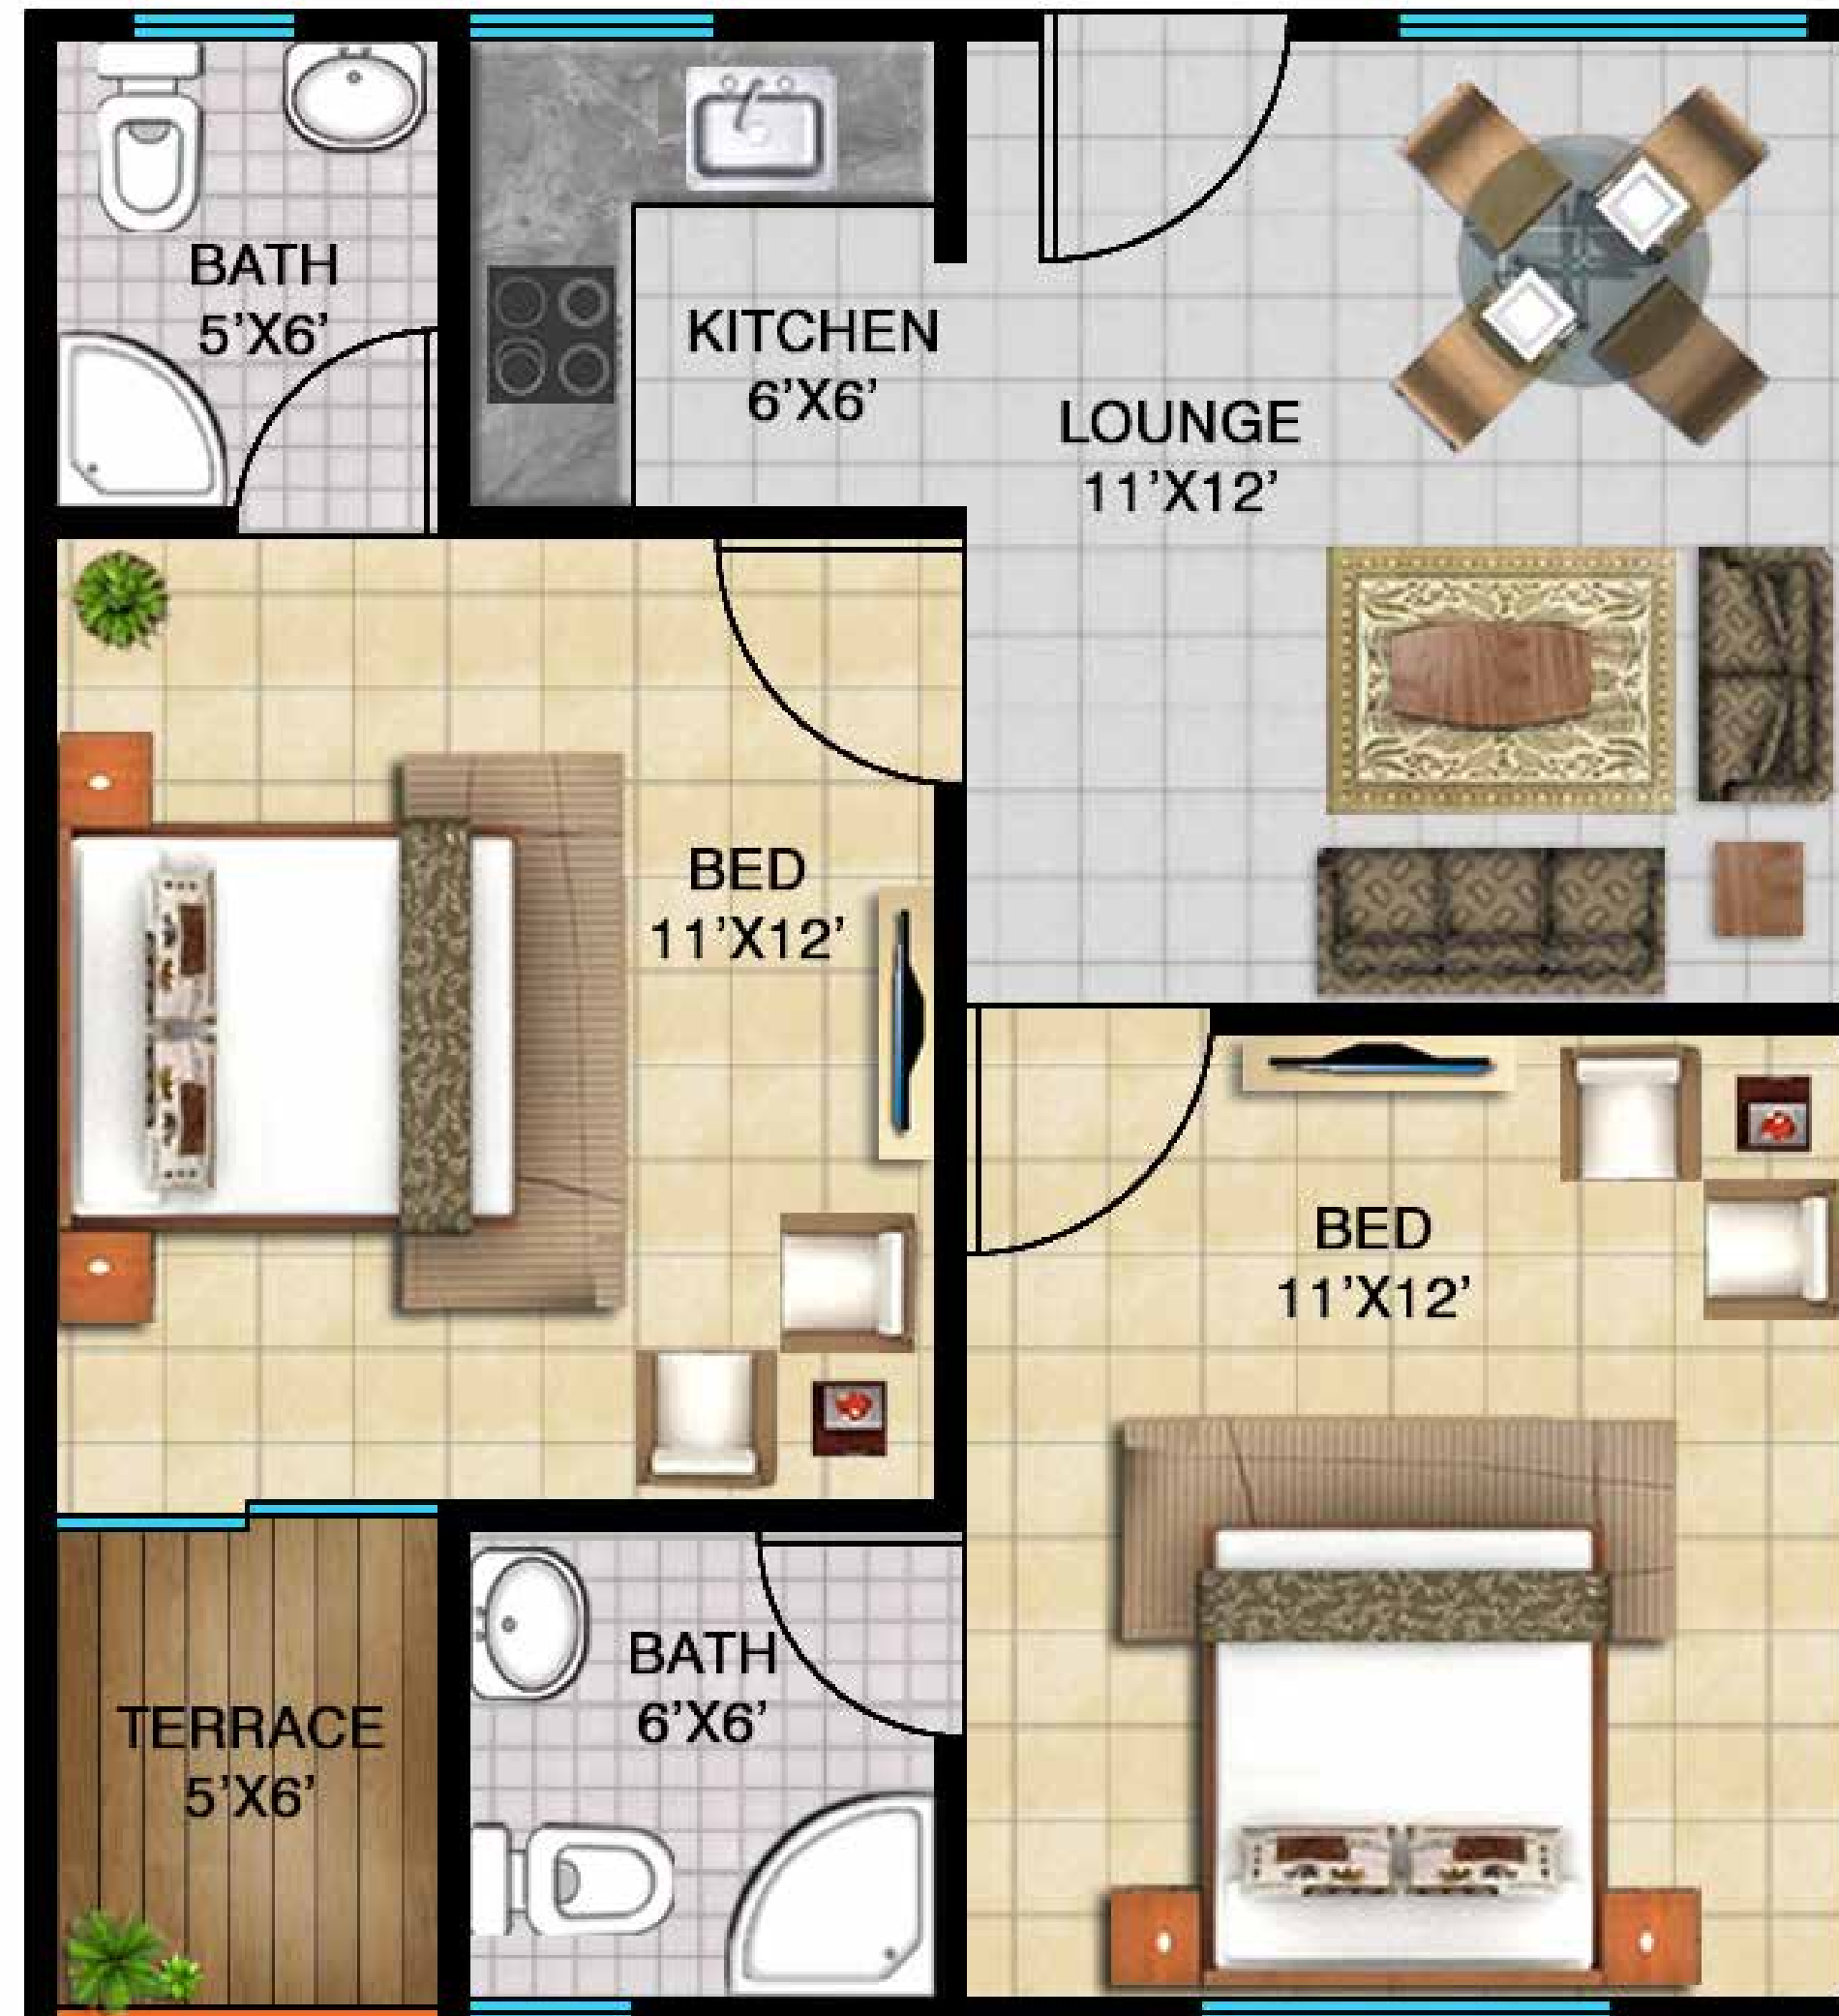 BATH
5'X6'
KITCHEN
6'X6'
LOUNGE
11'X12'
BED
11'X12'
BED
11'X12'
BATH
6'X6'
TERRACE
5'X6'